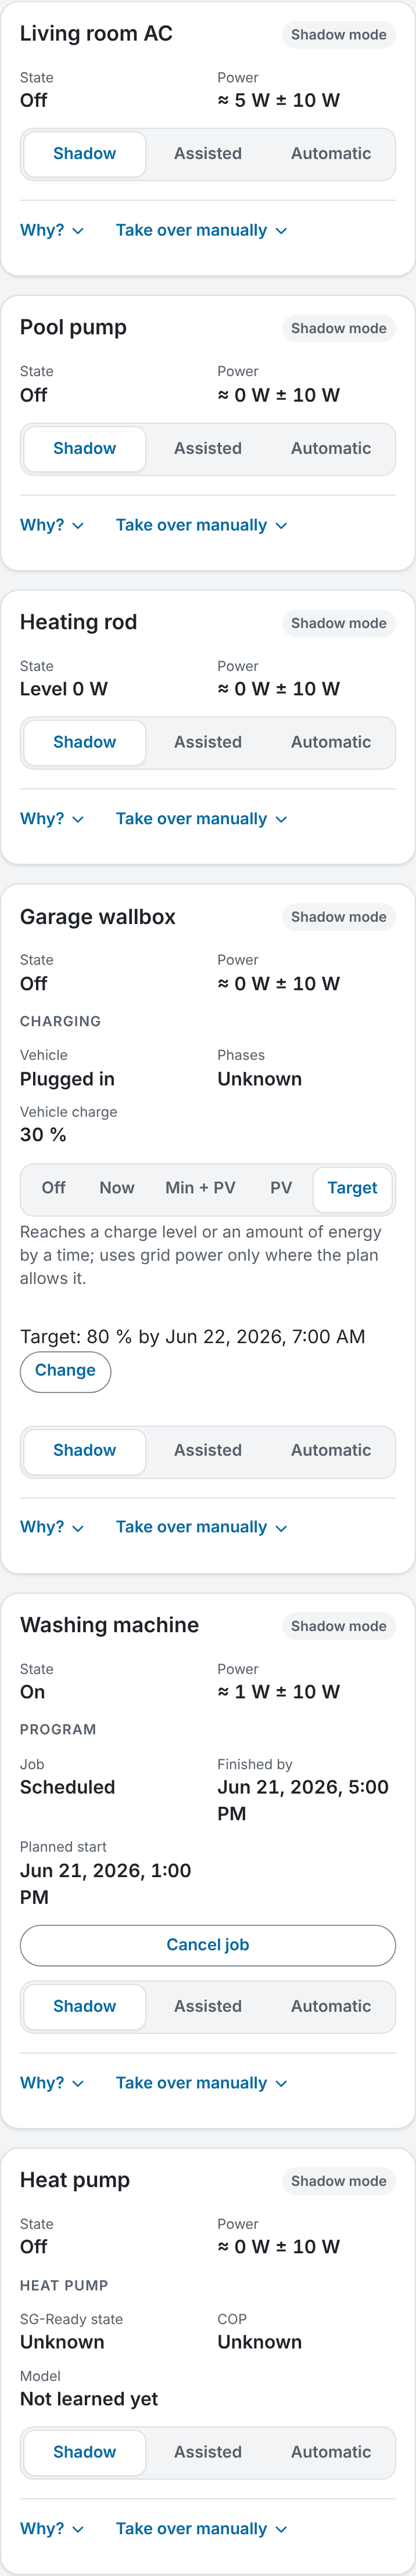 Living room AC Shadow mode
State Power
Off ≈ 5 W ± 10 W
Shadow Assisted Automatic
Why? Take over manually
Pool pump Shadow mode
State Power
Off ≈ 0 W ± 10 W
Shadow Assisted Automatic
Why? Take over manually
Heating rod Shadow mode
State Power
Level 0 W ≈ 0 W ± 10 W
Shadow Assisted Automatic
Why? Take over manually
Garage wallbox Shadow mode
State Power
Off ≈ 0 W ± 10 W
CHARGING
Vehicle Phases
Plugged in Unknown
Vehicle charge
30 %
Off Now Min + PV PV Target
Reaches a charge level or an amount of energy
by a time; uses grid power only where the plan
allows it.
Target: 80 % by Jun 22, 2026, 7:00 AM
Change
Shadow Assisted Automatic
Why? Take over manually
Washing machine Shadow mode
State Power
On ≈ 1 W ± 10 W
PROGRAM
Job Finished by
Scheduled Jun 21, 2026, 5:00
PM
Planned start
Jun 21, 2026, 1:00
PM
Cancel job
Shadow Assisted Automatic
Why? Take over manually
Heat pump Shadow mode
State Power
Off ≈ 0 W ± 10 W
HEAT PUMP
SG-Ready state COP
Unknown Unknown
Model
Not learned yet
Shadow Assisted Automatic
Why? Take over manually